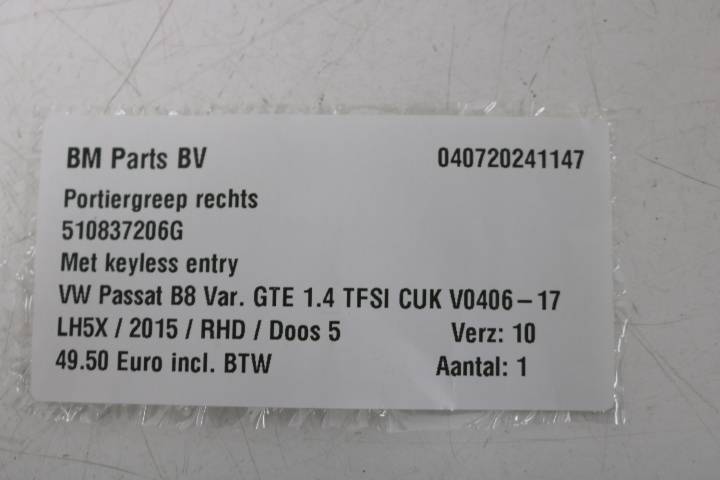 BM Parts BV 040720241147
Portiergreep rechts
510837206G
Met keyless entry
VW Passat B8 Var. GTE 1.4 TFSI CUK V0406-17
LH5X / 2015 / RHD / Doos 5 Verz: 10
49.50 Euro incl. BTW Aantal: 1